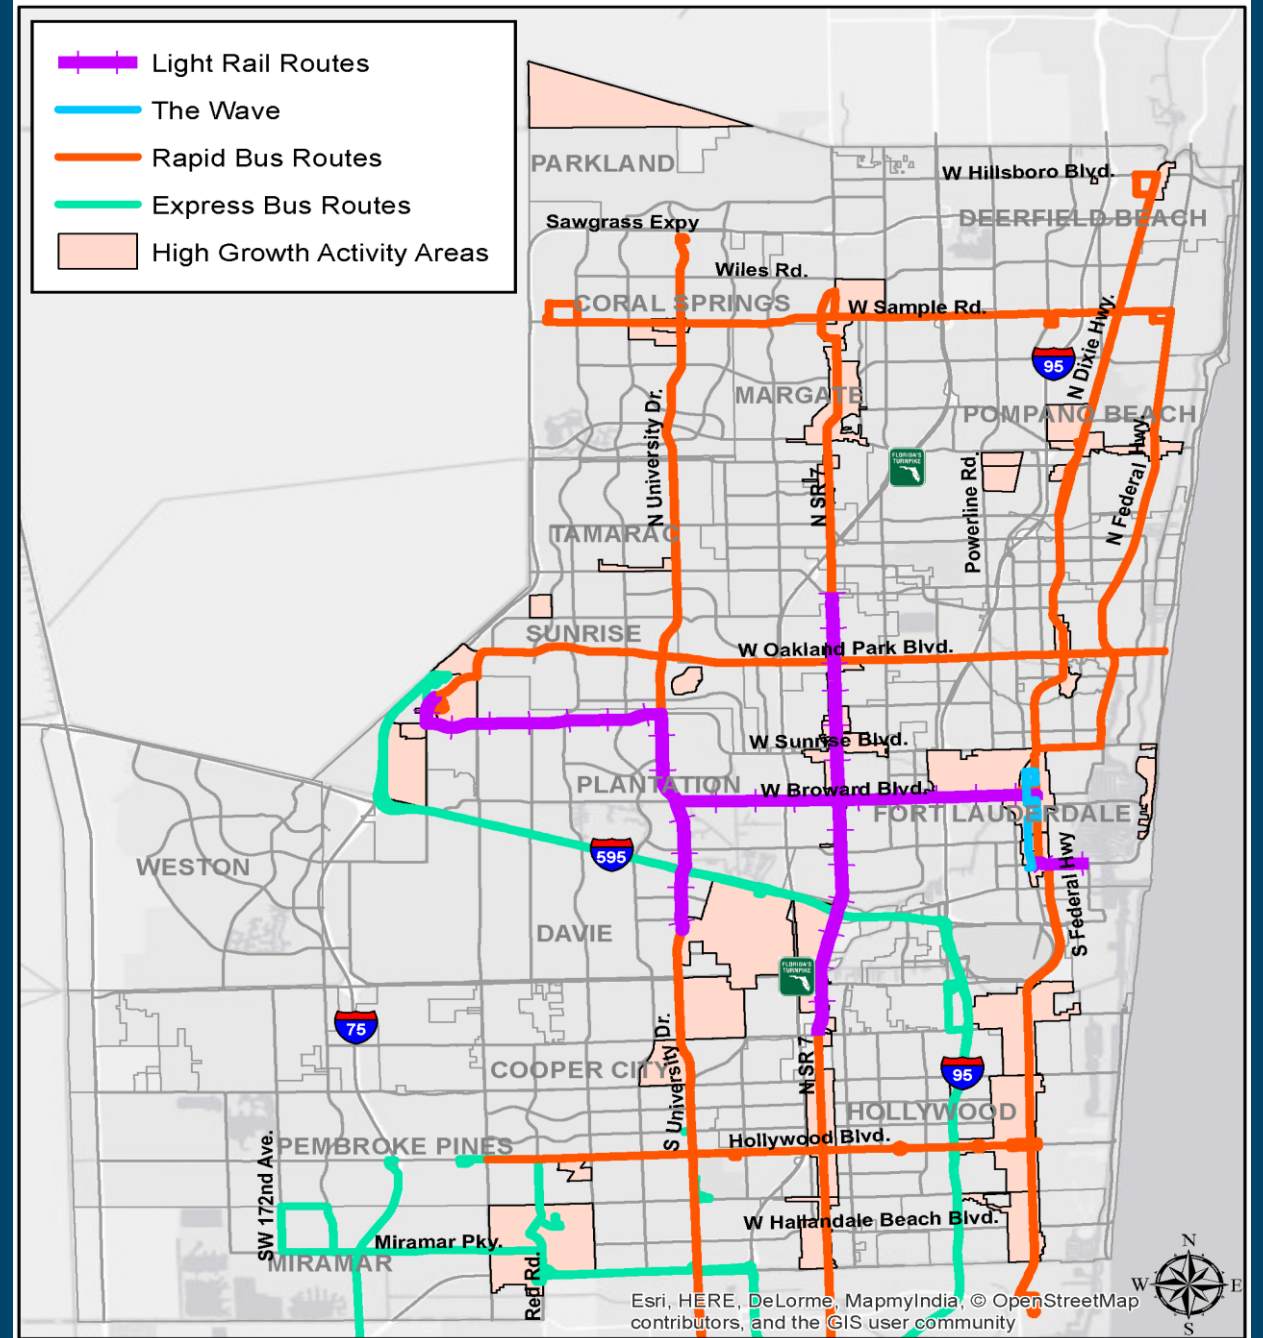 Light Rail Routes
The Wave
Rapid Bus Routes
Express Bus Routes
High Growth Activity Areas
PARKLAND
W Hillsboro Blvd.
DEERFIELD BEACH
Sawgrass Expy
Wiles Rd.
CORAL SPRINGS
W Sample Rd.
N Dixie Hwy.
95
N University Dr.
MARGATE
POMPANO BEACH
N Federal Hwy.
FLORIDA'S
TURNPIKE
N SR 7
Powerline Rd.
TAMARAC
SUNRISE
W Oakland Park Blvd.
W Sunrise Blvd.
PLANTATION
W Broward Blvd.
FORT LAUDERDALE
595
WESTON
S Federal Hwy
DAVIE
FLORIDA'S
TURNPIKE
75
S University Dr.
N SR 7
COOPER CITY
95
HOLLYWOOD
Hollywood Blvd.
PEMBROKE PINES
SW 172nd Ave.
W Hallandale Beach Blvd.
Miramar Pky.
MIRAMAR
Red Rd.
N
W
E
S
Esri, HERE, DeLorme, MapmyIndia, © OpenStreetMap
contributors, and the GIS user community